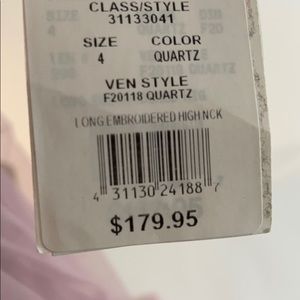 CLASS/STYLE
31133041
SIZE COLOR
4 QUARTZ
VEN STYLE
F20118 QUARTZ
LONG EMBROIDERED HIGH NCK
4 31130 24188 7
$179.95